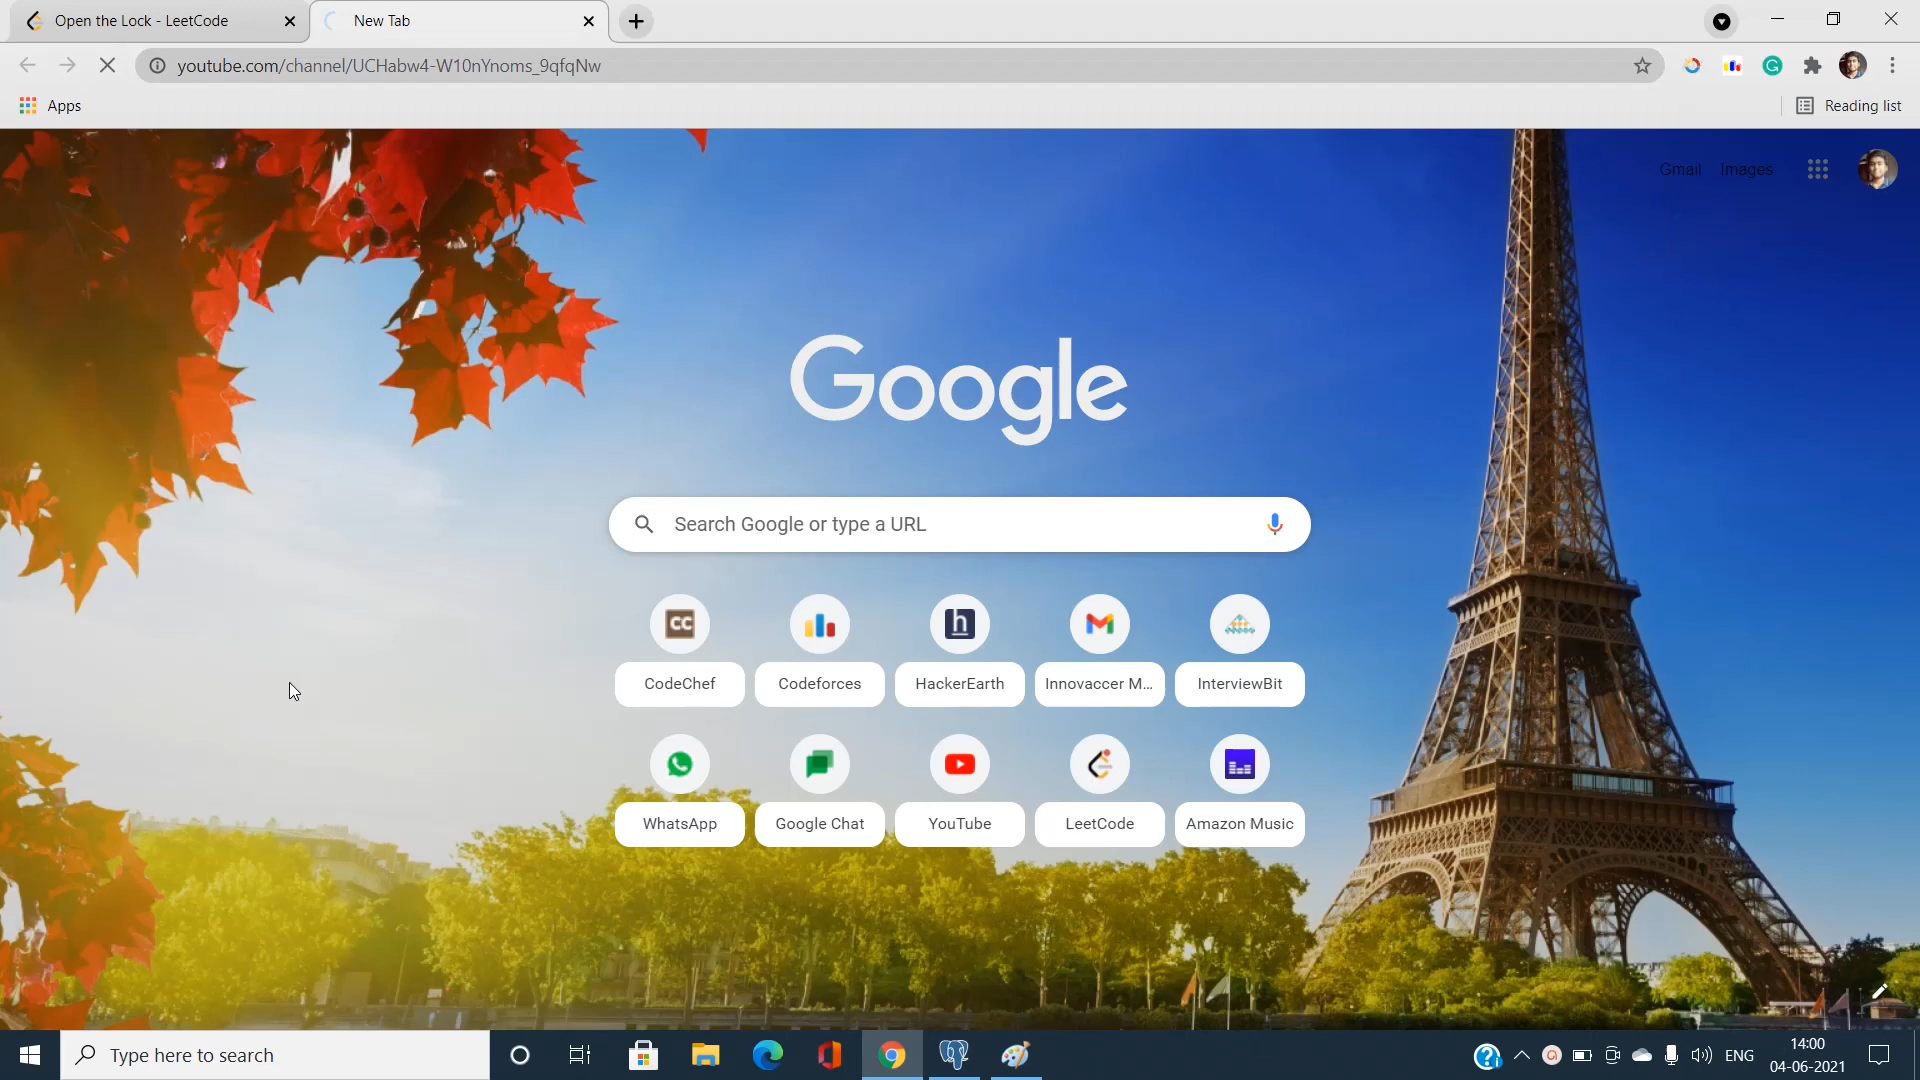 Open the Lock - LeetCode
New Tab
youtube.com/channel/UCHabw4-W10nYnoms_9qfqNw
Apps
Reading list
Gmail Images
Google
Search Google or type a URL
CodeChef
Codeforces
HackerEarth
Innovaccer M...
InterviewBit
WhatsApp
Google Chat
YouTube
LeetCode
Amazon Music
Type here to search
ENG
14:00
04-06-2021